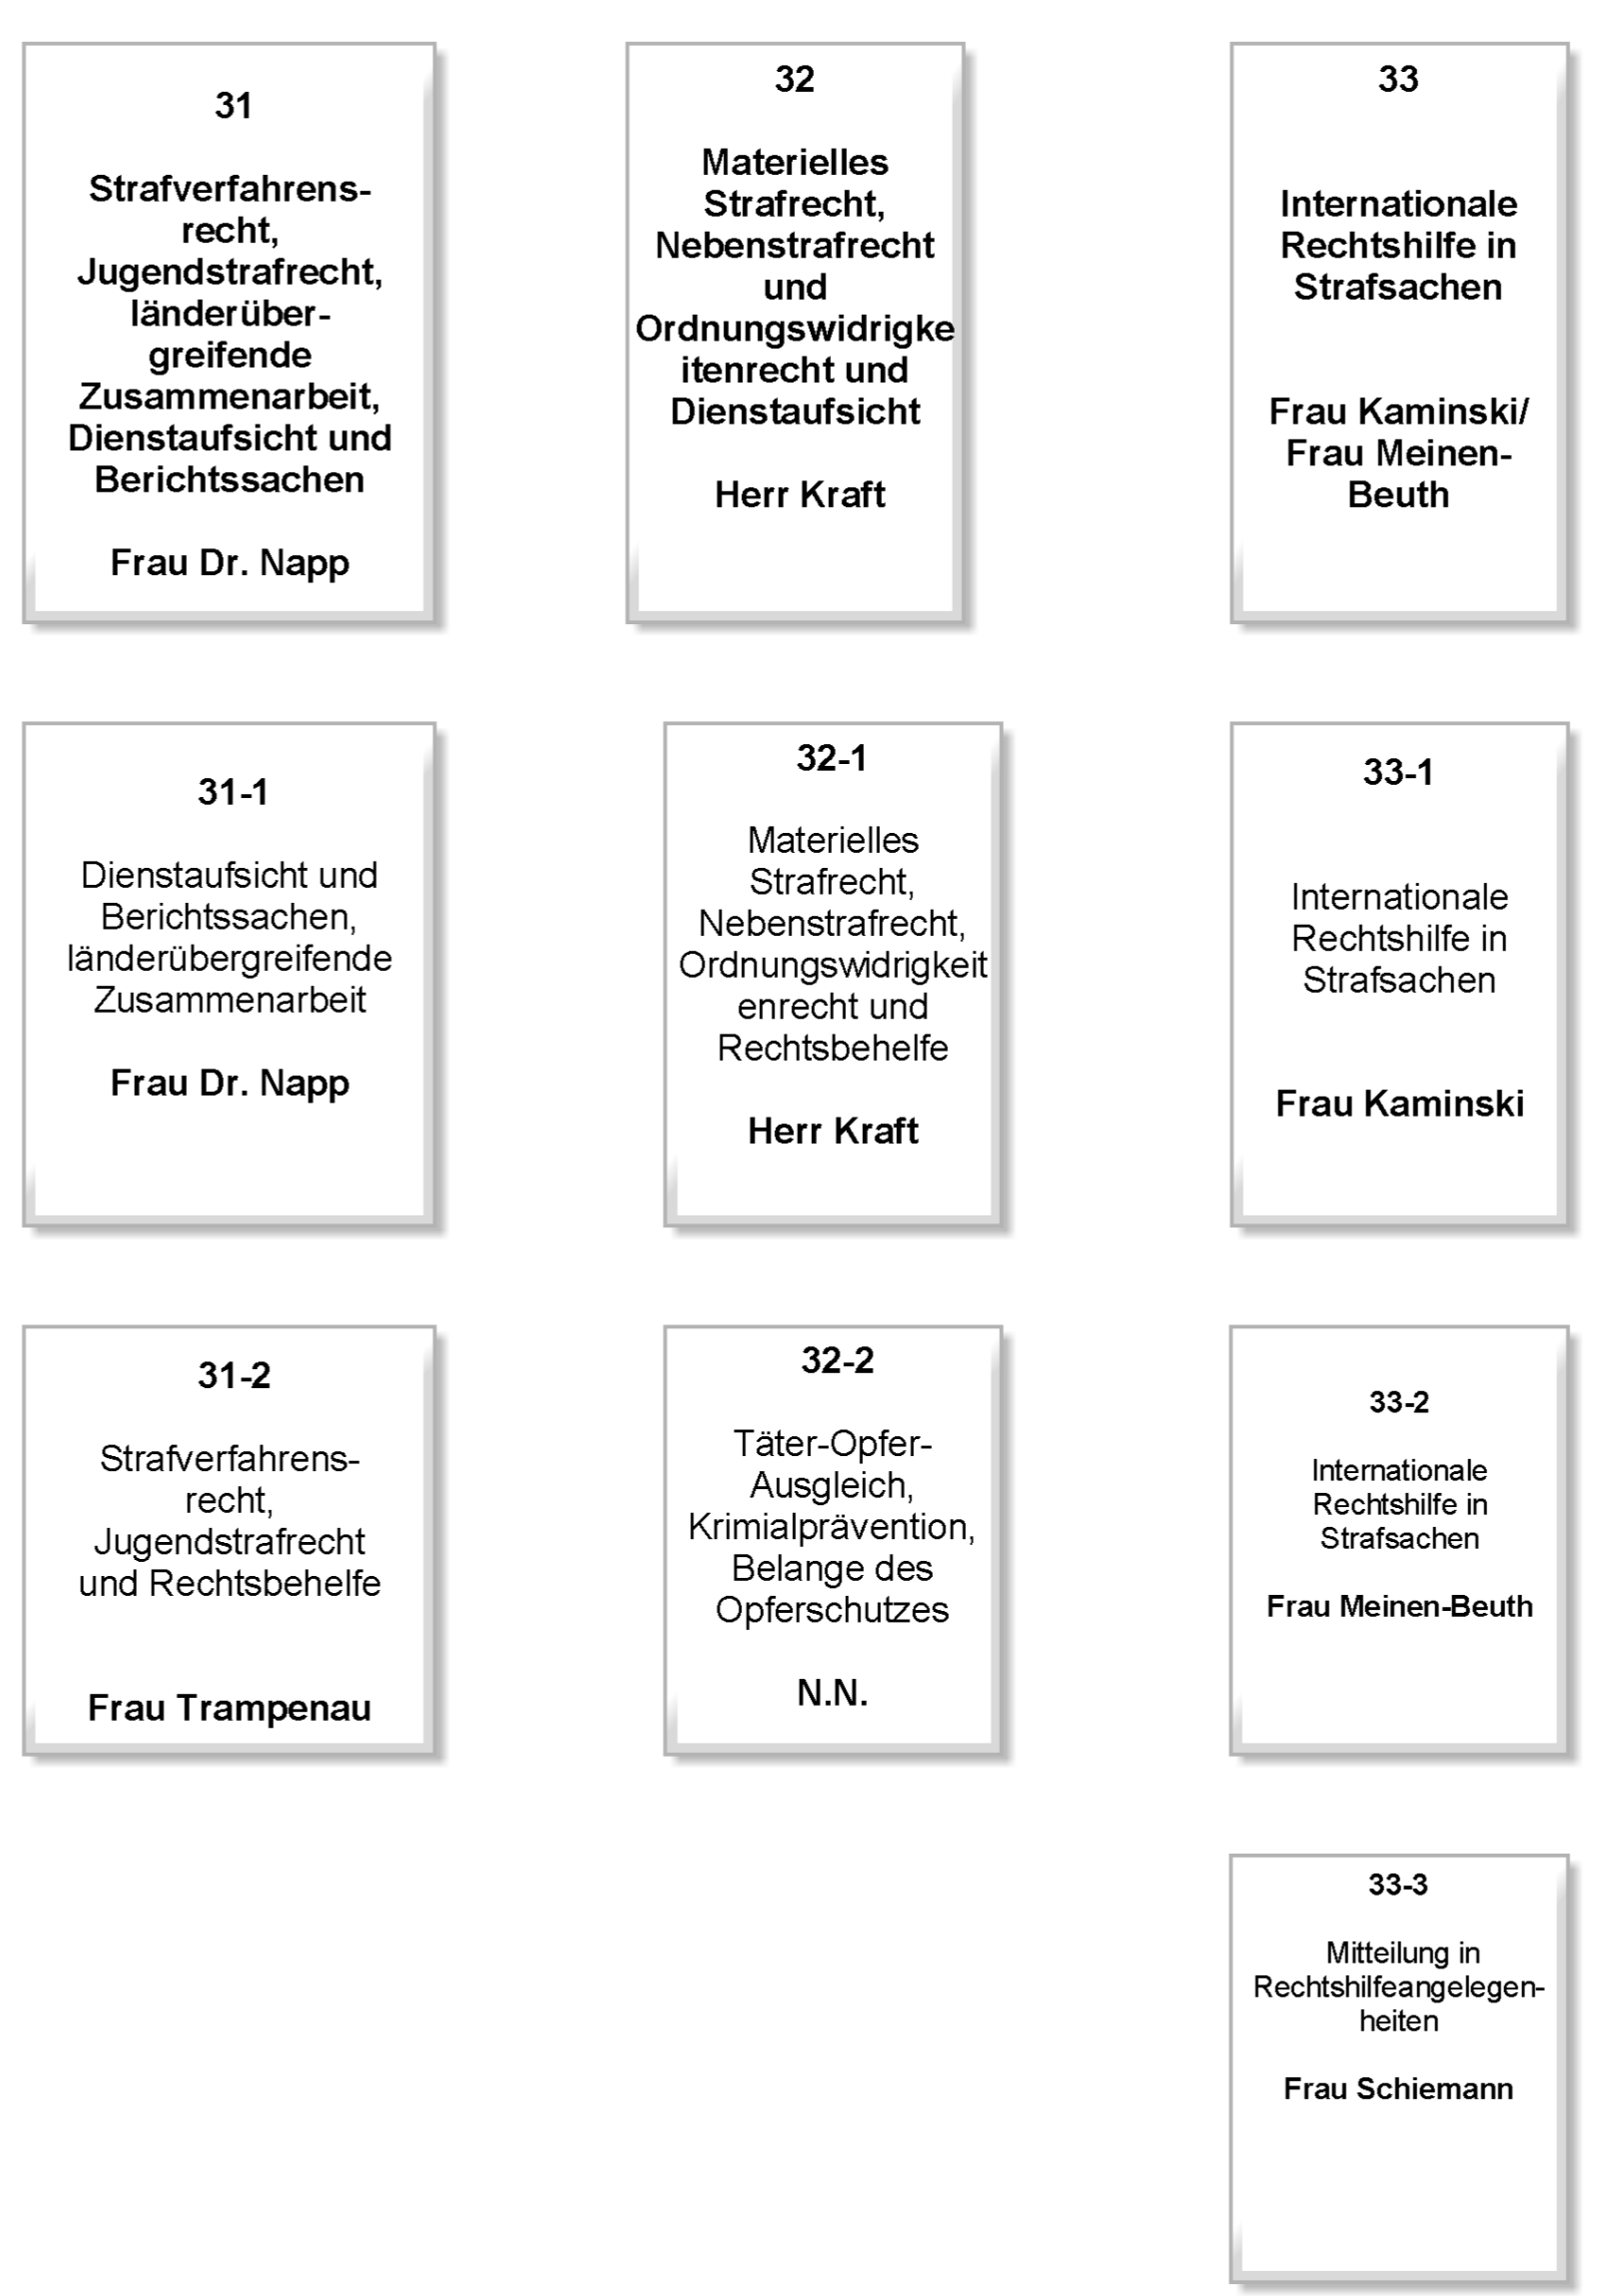 31
Strafverfahrens-
recht,
Jugendstrafrecht,
länderüber-
greifende
Zusammenarbeit,
Dienstaufsicht und
Berichtssachen
Frau Dr. Napp
32
Materielles
Strafrecht,
Nebenstrafrecht
und
Ordnungswidrigke
itenrecht und
Dienstaufsicht
Herr Kraft
33
Internationale
Rechtshilfe in
Strafsachen
Frau Kaminski/
Frau Meinen-
Beuth
31-1
Dienstaufsicht und
Berichtssachen,
länderübergreifende
Zusammenarbeit
Frau Dr. Napp
32-1
Materielles
Strafrecht,
Nebenstrafrecht,
Ordnungswidrigkeit
enrecht und
Rechtsbehelfe
Herr Kraft
33-1
Internationale
Rechtshilfe in
Strafsachen
Frau Kaminski
31-2
Strafverfahrens-
recht,
Jugendstrafrecht
und Rechtsbehelfe
Frau Trampenau
32-2
Täter-Opfer-
Ausgleich,
Krimialprävention,
Belange des
Opferschutzes
N.N.
33-2
Internationale
Rechtshilfe in
Strafsachen
Frau Meinen-Beuth
33-3
Mitteilung in
Rechtshilfeangelegen-
heiten
Frau Schiemann